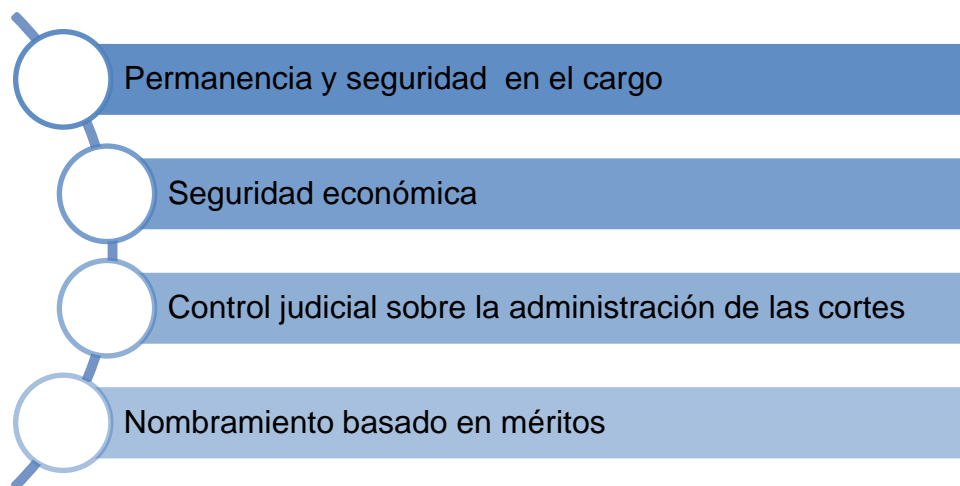 Permanencia y seguridad  en el cargo
Seguridad económica
Control judicial sobre la administración de las cortes
Nombramiento basado en méritos